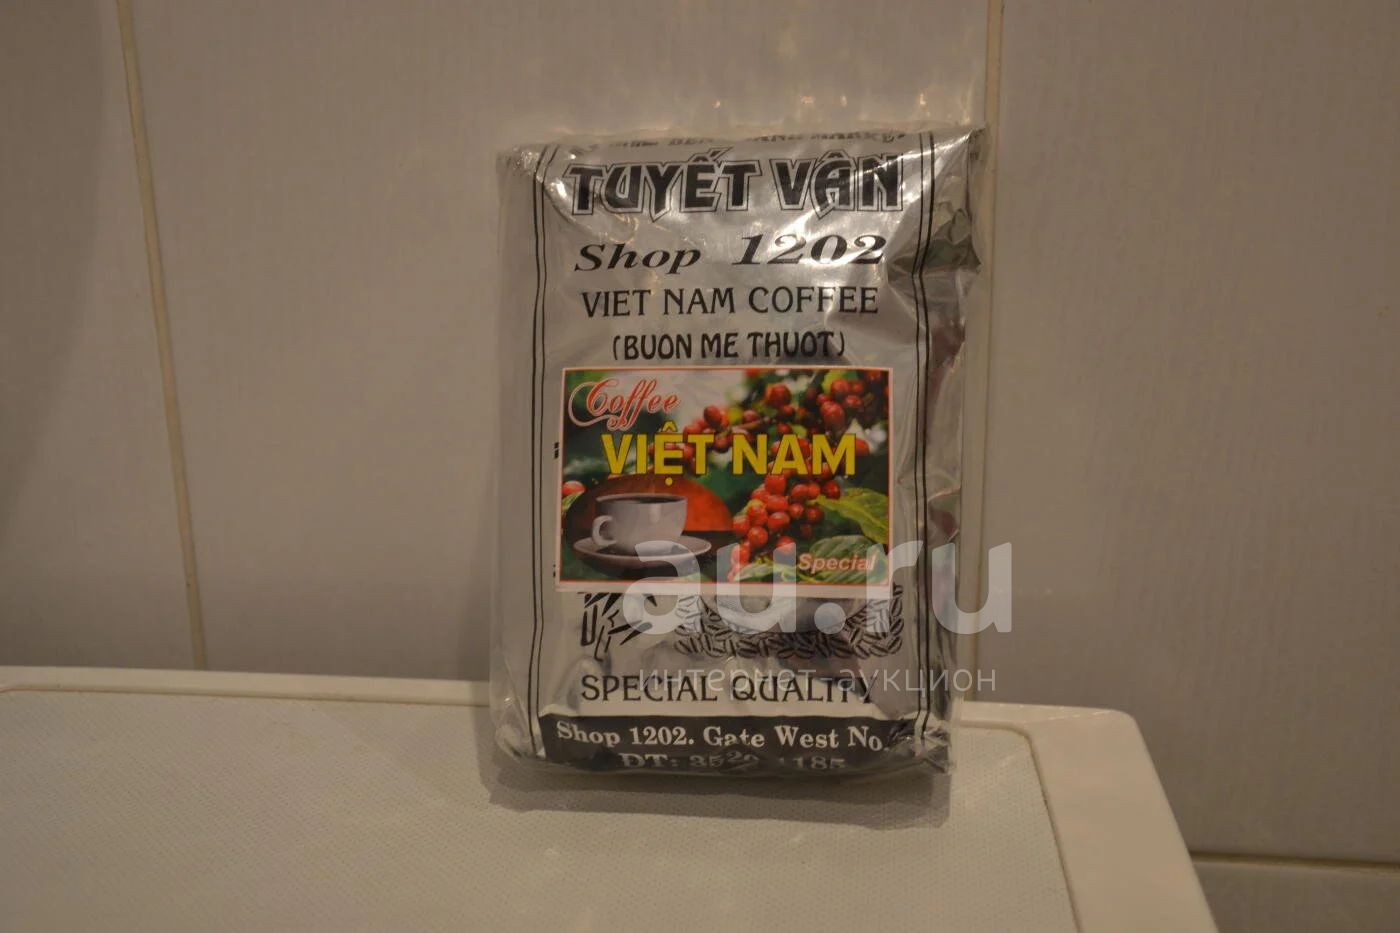 TUYẾT VÂN
Shop 1202
VIET NAM COFFEE
(BUON ME THUOT)
Coffee
VIỆT NAM
Special
au.ru
интернет-аукцион
SPECIAL QUALITY
Shop 1202. Gate West No.
ĐT: